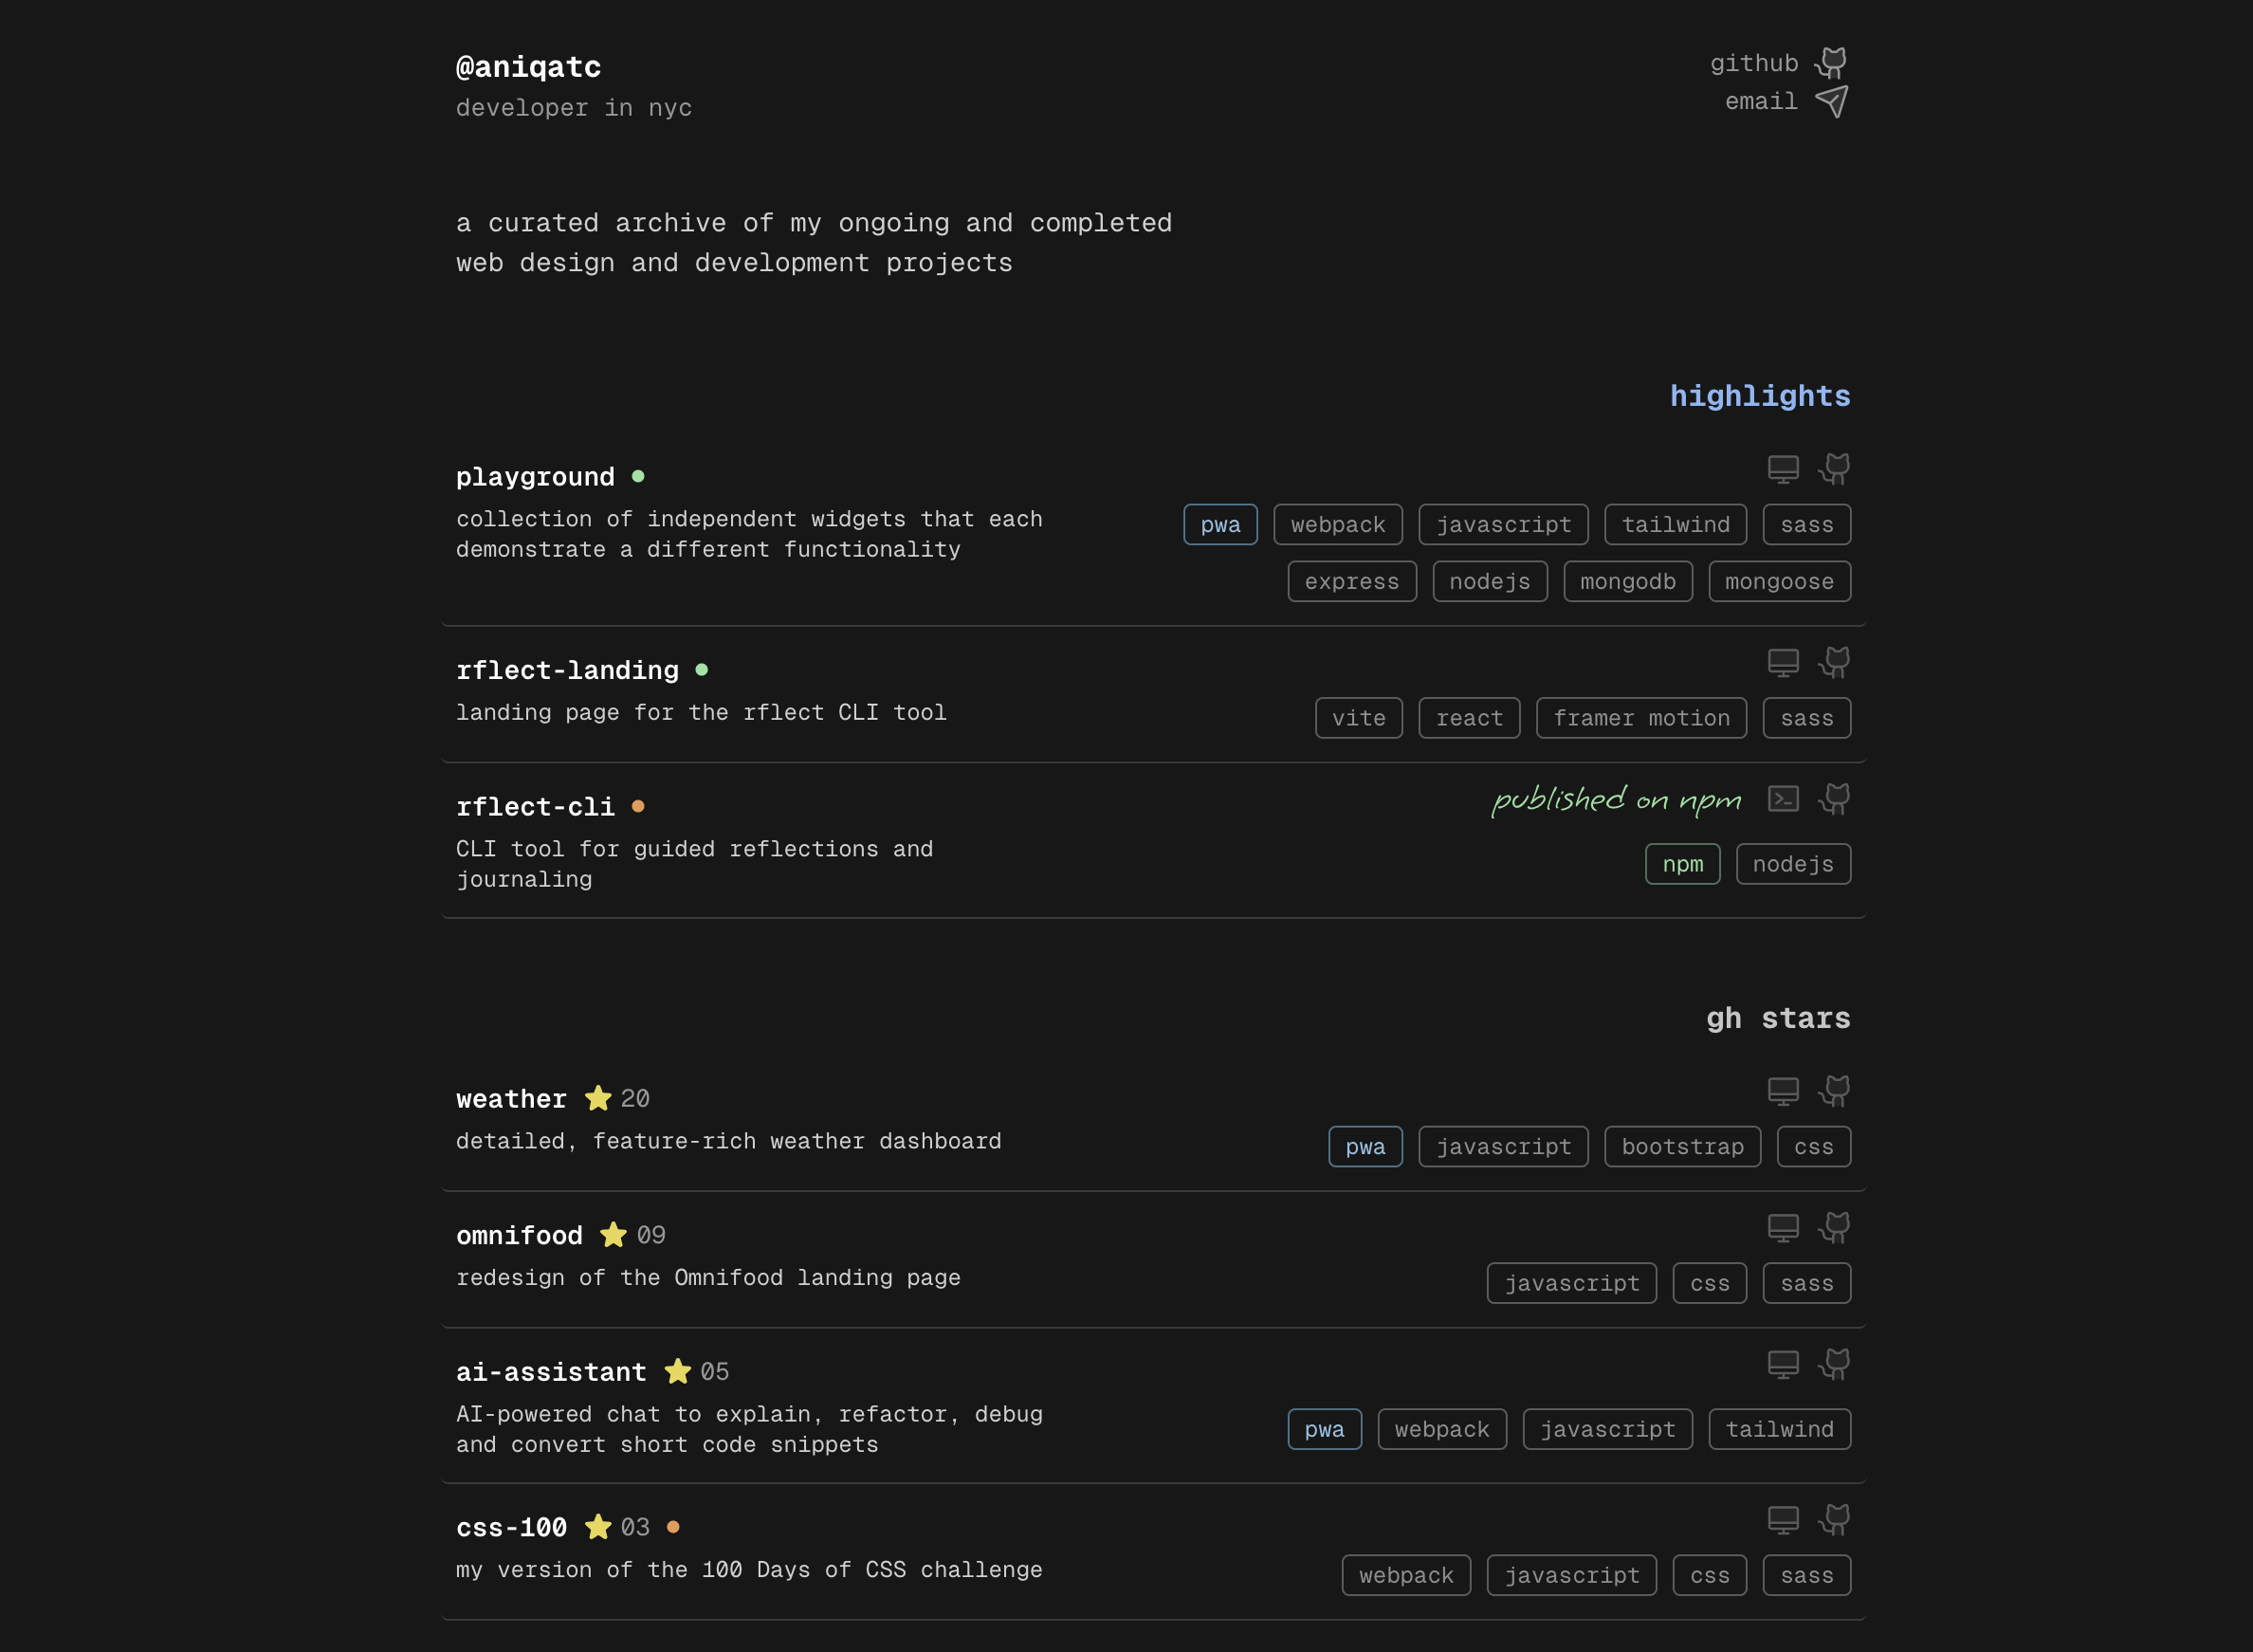 @aniqatc
github
developer in nyc
email
a curated archive of my ongoing and completed
web design and development projects
highlights
playground
collection of independent widgets that each
demonstrate a different functionality
pwa webpack javascript tailwind sass
express nodejs mongodb mongoose
rflect-landing
landing page for the rflect CLI tool
vite react framer motion sass
rflect-cli
published on npm
CLI tool for guided reflections and
journaling
npm nodejs
gh stars
weather 20
detailed, feature-rich weather dashboard
pwa javascript bootstrap css
omnifood 09
redesign of the Omnifood landing page
javascript css sass
ai-assistant 05
AI-powered chat to explain, refactor, debug
and convert short code snippets
pwa webpack javascript tailwind
css-100 03
my version of the 100 Days of CSS challenge
webpack javascript css sass